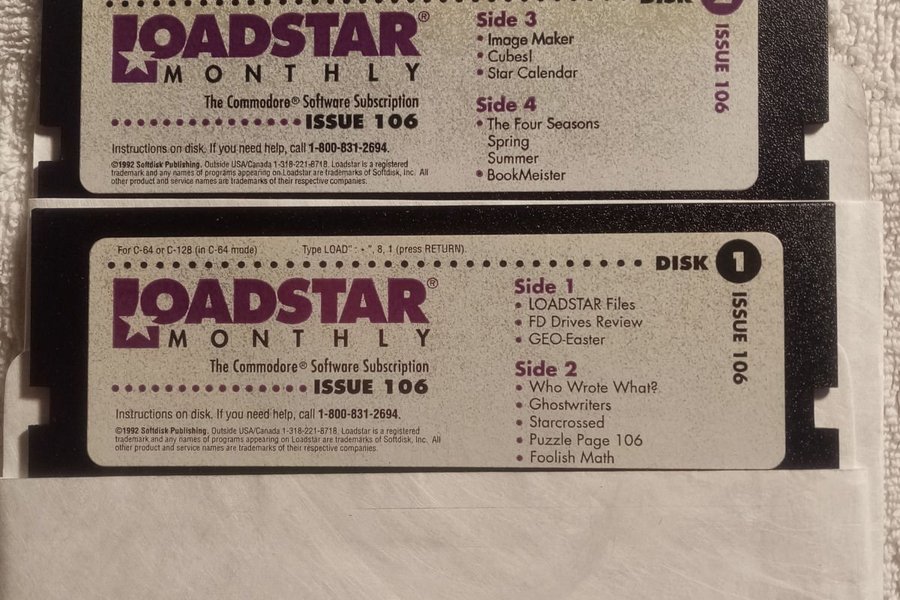 DISK
LOADSTAR®
MONTHLY
The Commodore® Software Subscription
ISSUE 106
Instructions on disk. If you need help, call 1-800-831-2694.
©1992 Softdisk Publishing. Outside USA/Canada 1-318-221-8718. Loadstar is a registered
trademark and any names of programs appearing on Loadstar are trademarks of Softdisk, Inc. All
other product and service names are trademarks of their respective companies.
Side 3
• Image Maker
• Cubes!
• Star Calendar
Side 4
• The Four Seasons
Spring
Summer
• BookMeister
ISSUE 106
For C-64 or C-128 (in C-64 mode)
Type LOAD" : * ", 8, 1 (press RETURN).
DISK 1
LOADSTAR®
MONTHLY
The Commodore® Software Subscription
ISSUE 106
Instructions on disk. If you need help, call 1-800-831-2694.
©1992 Softdisk Publishing. Outside USA/Canada 1-318-221-8718. Loadstar is a registered
trademark and any names of programs appearing on Loadstar are trademarks of Softdisk, Inc. All
other product and service names are trademarks of their respective companies.
Side 1
• LOADSTAR Files
• FD Drives Review
• GEO-Easter
Side 2
• Who Wrote What?
• Ghostwriters
• Starcrossed
• Puzzle Page 106
• Foolish Math
ISSUE 106